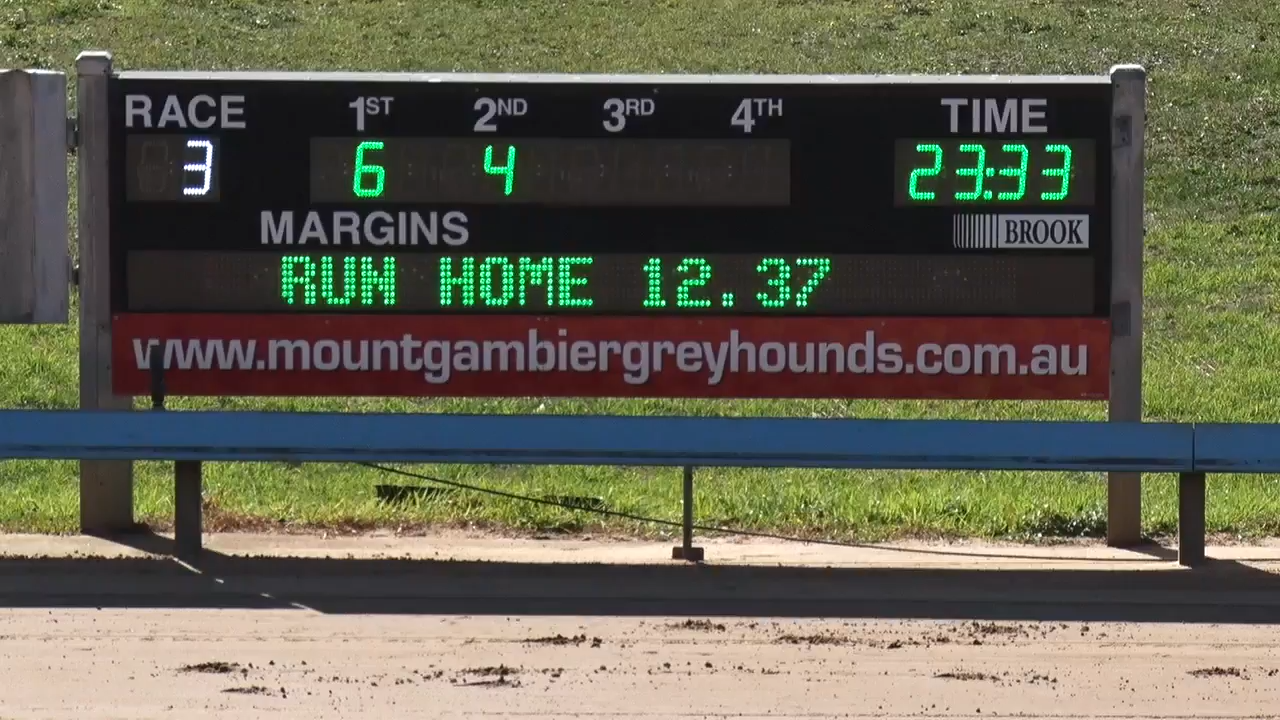 RACE 1ST 2ND 3RD 4TH TIME
3 6 4 23:33
MARGINS BROOK
RUN HOME 12.37
www.mountgambiergreyhounds.com.au